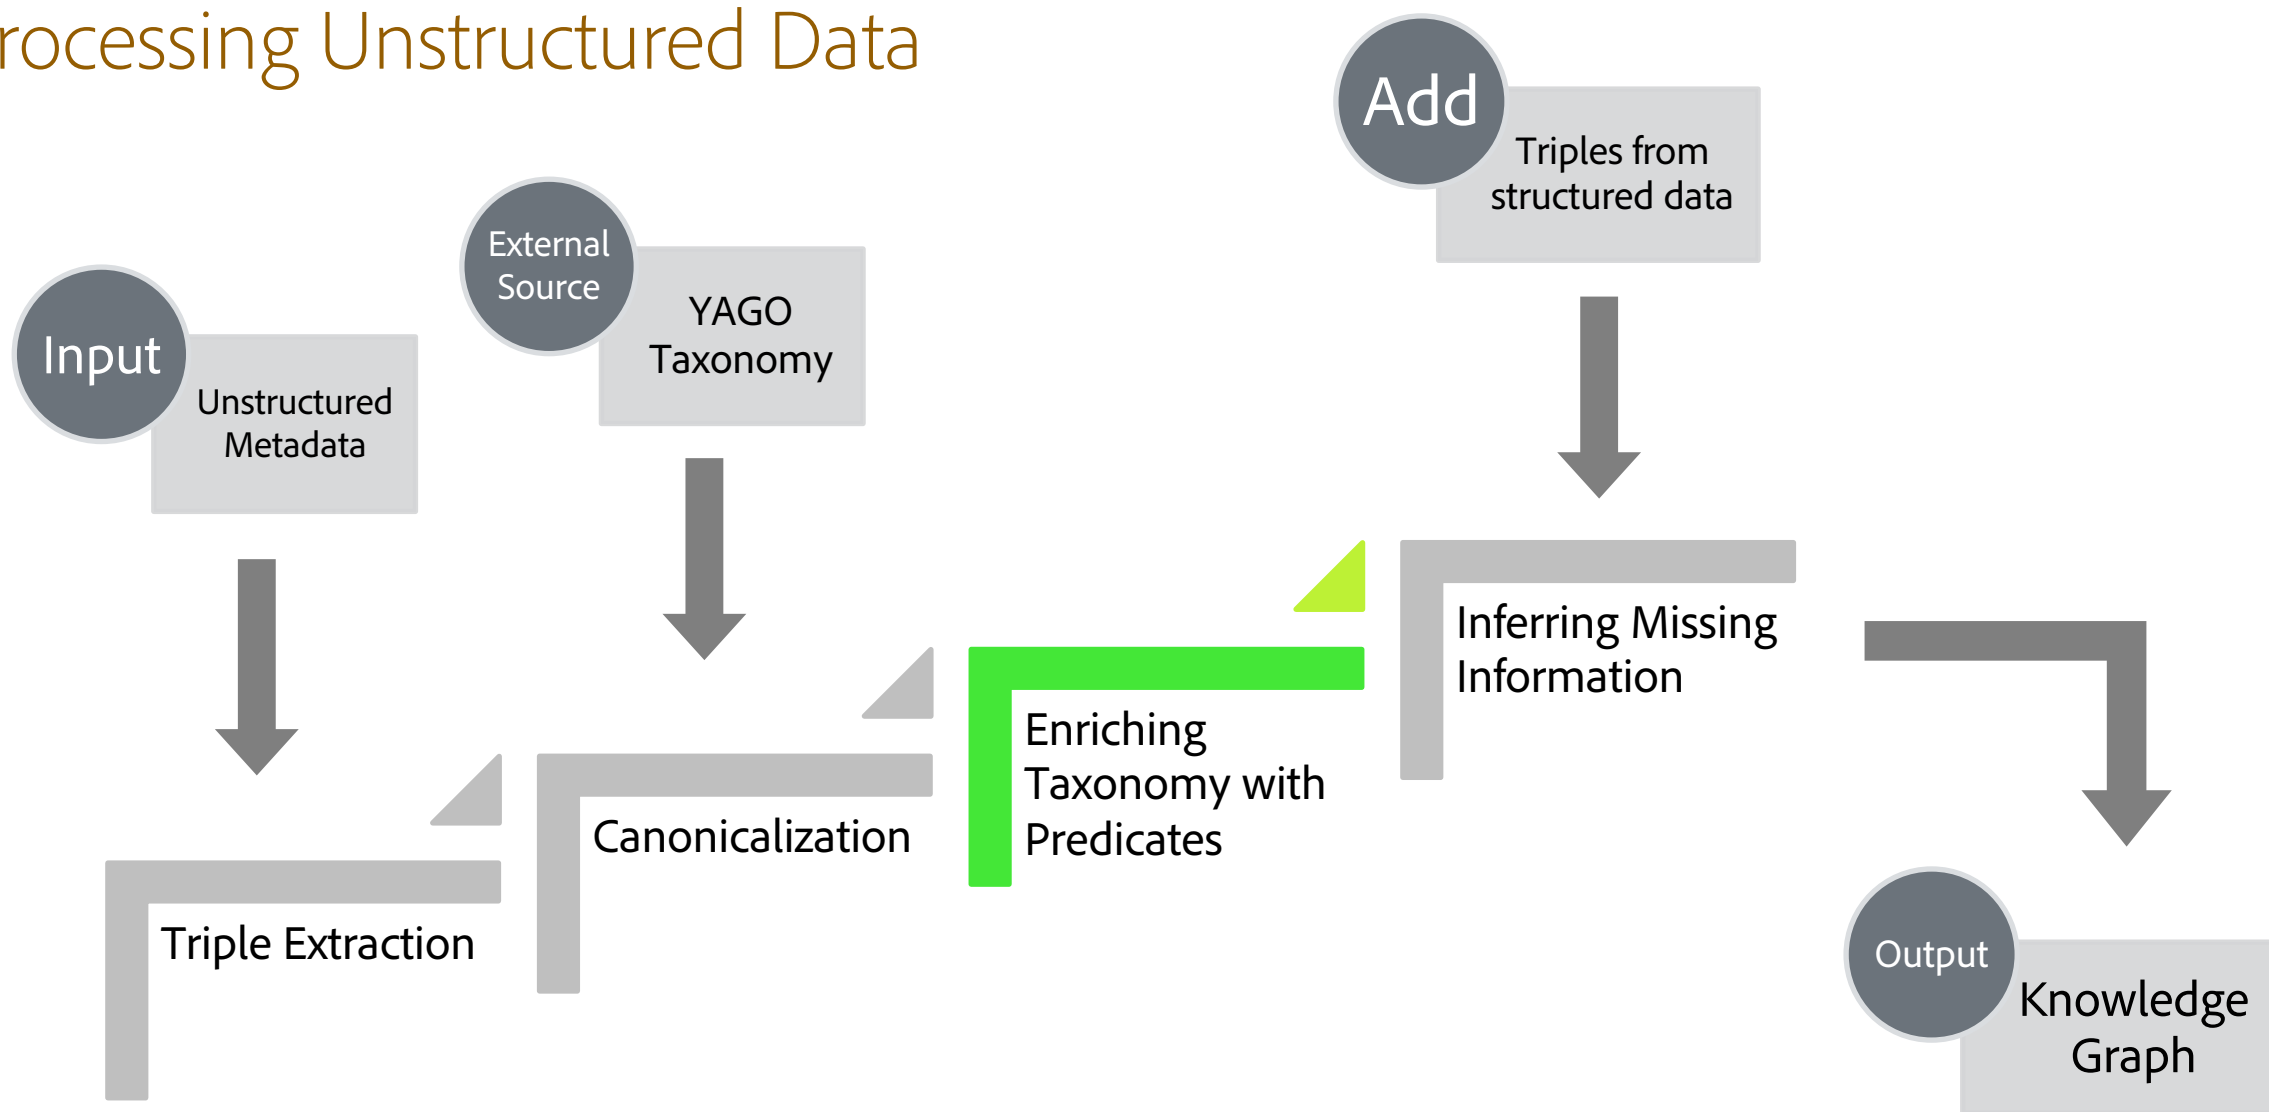 rocessing Unstructured Data
Add
Triples from
structured data
External
Source
YAGO
Taxonomy
Input
Unstructured
Metadata
Inferring Missing
Information
Enriching
Taxonomy with
Predicates
Canonicalization
Triple Extraction
Output
Knowledge
Graph